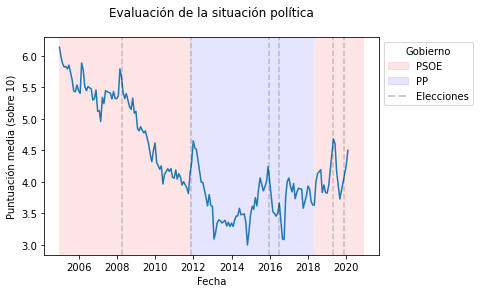 Evaluación de la situación política
Puntuación media (sobre 10)
6.0
5.5
5.0
4.5
4.0
3.5
3.0
2006
2008
2010
2012
2014
2016
2018
2020
Fecha
Gobierno
PSOE
PP
Elecciones